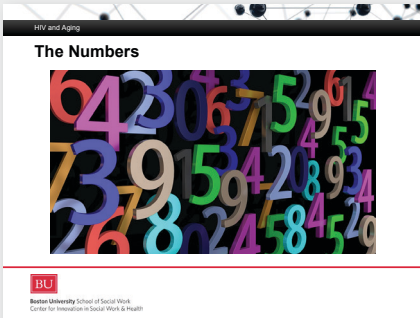 HIV and Aging
The Numbers
BU
Boston University School of Social Work
Center for Innovation in Social Work & Health